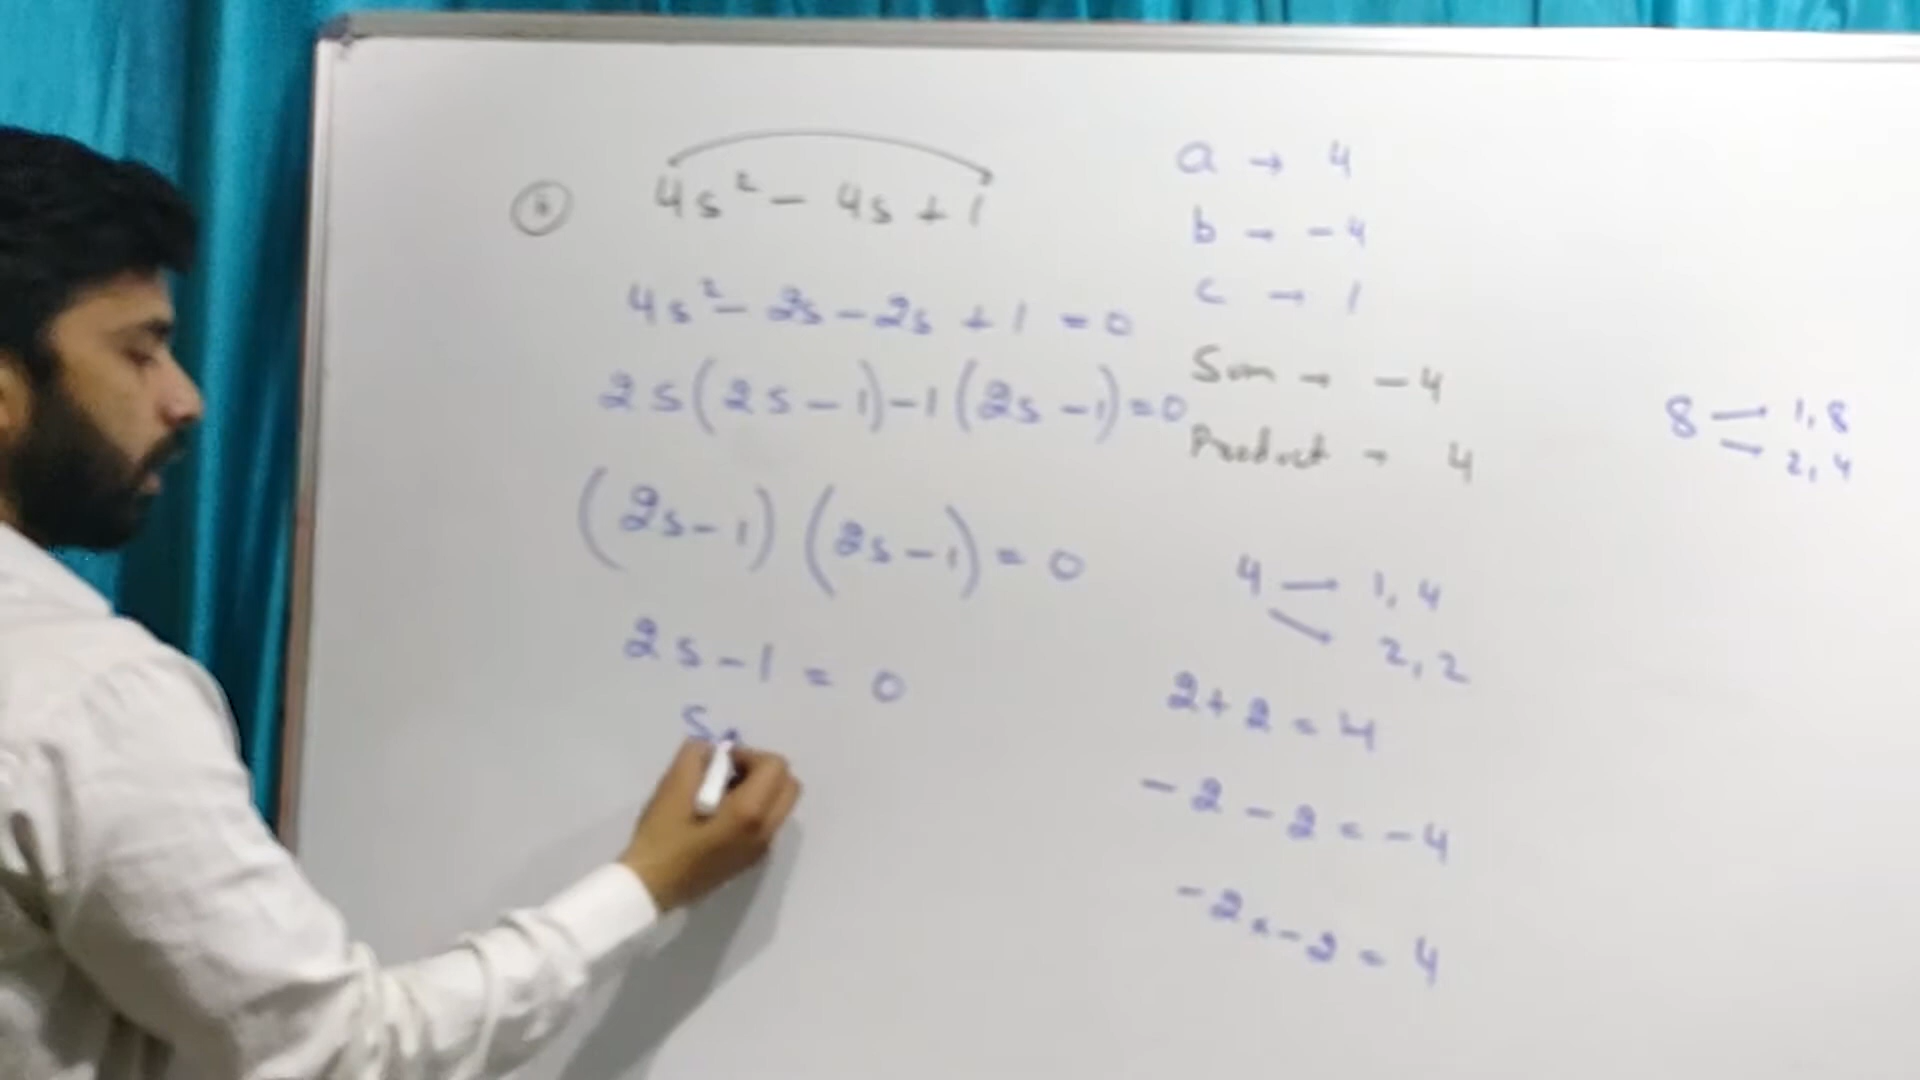 4s² - 4s + 1
4s² - 2s - 2s + 1 = 0
2s(2s - 1) - 1(2s - 1) = 0
(2s - 1) (2s - 1) = 0
2s - 1 = 0
S
a → 4
b → - 4
c → 1
Sum → - 4
Product → 4
4 — 1, 4
2, 2
2 + 2 = 4
- 2 - 2 = - 4
- 2 × - 2 = 4
8 — 1, 8
2, 4